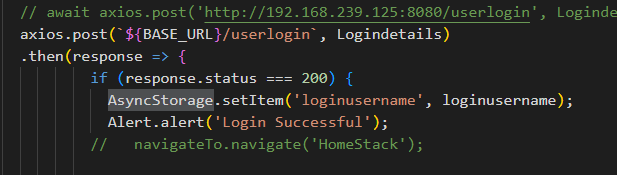 // await axios.post('http://192.168.239.125:8080/userlogin', Loginde
axios.post(`${BASE_URL}/userlogin`, Logindetails)
.then(response => {
if (response.status === 200) {
AsyncStorage.setItem('loginusername', loginusername);
Alert.alert('Login Successful');
//   navigateTo.navigate('HomeStack');